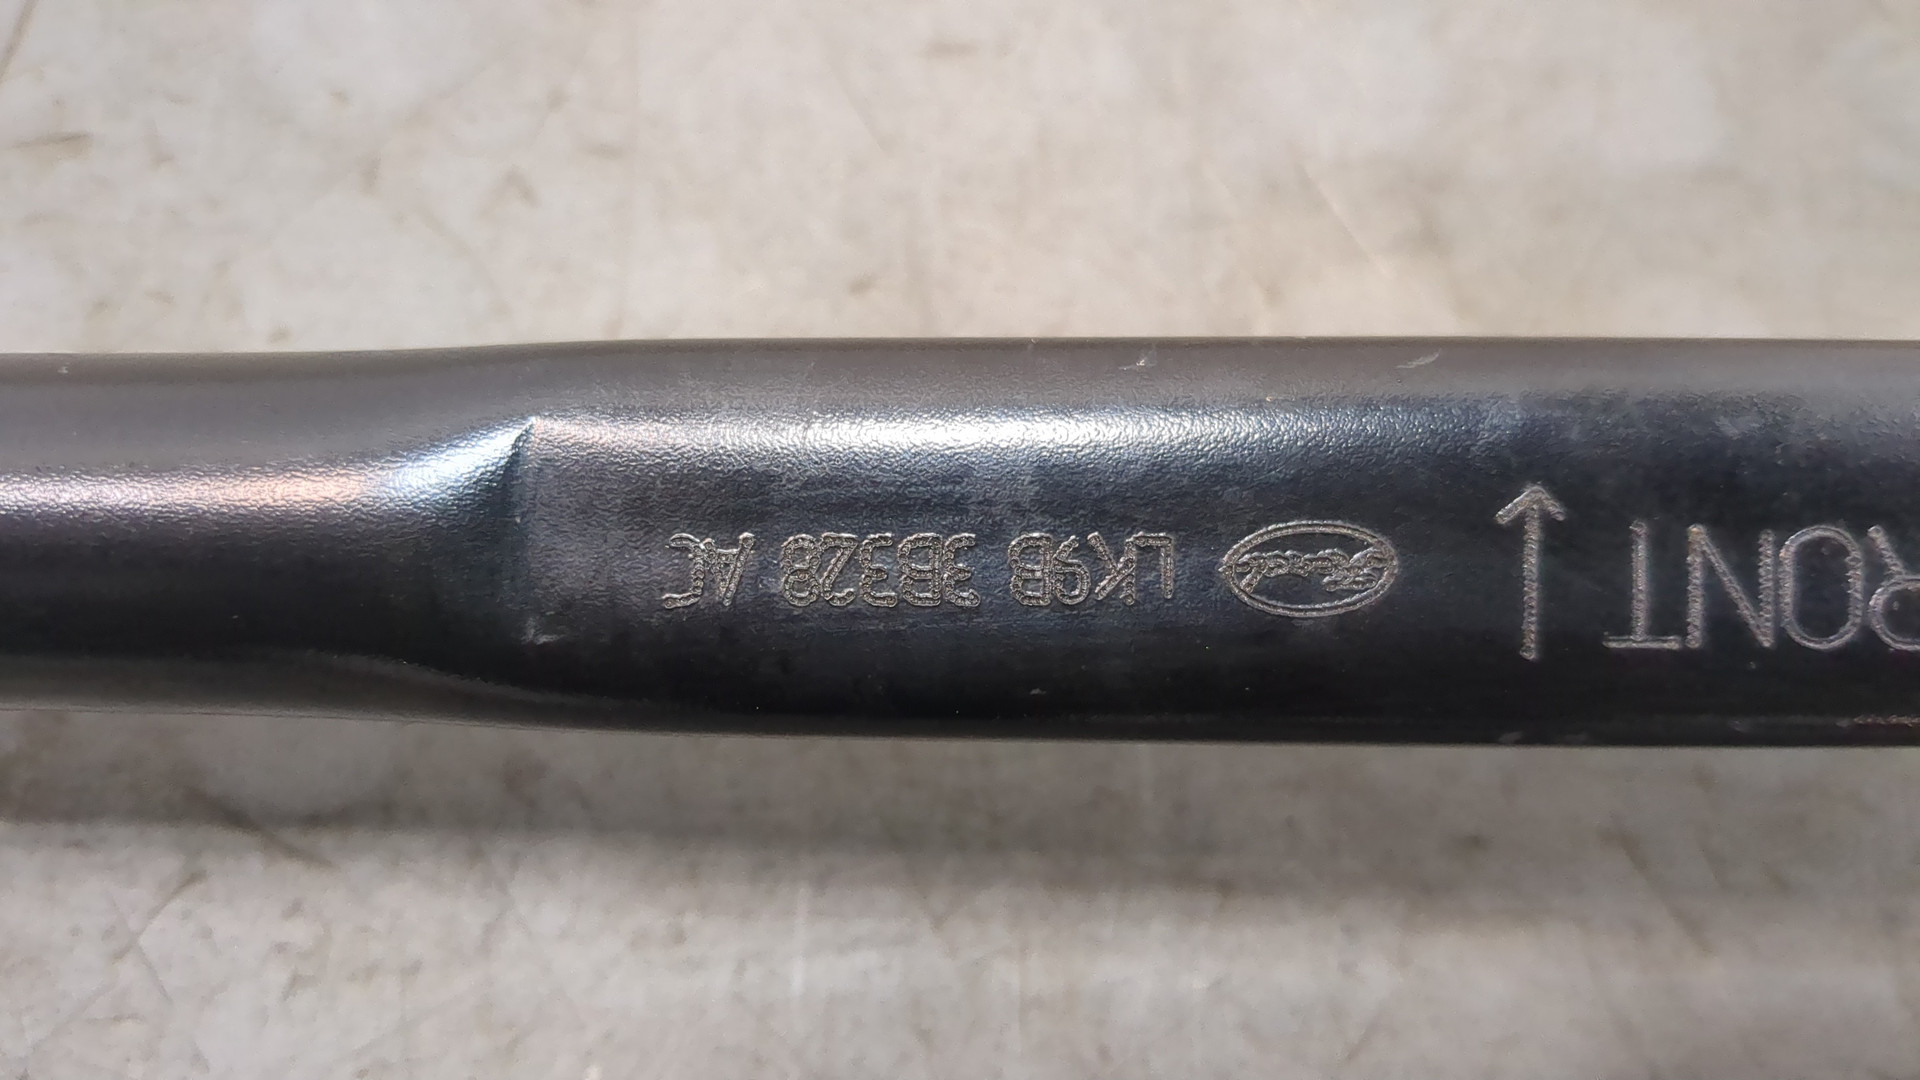 RONT ↓ Ford LK9B 3B328 AC